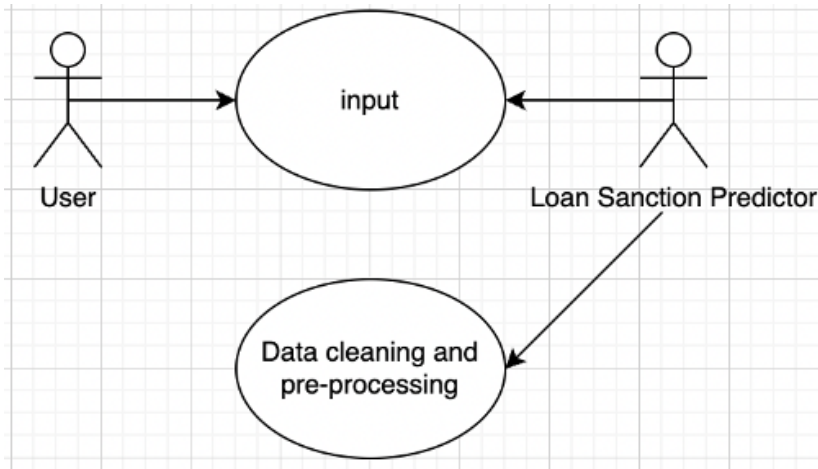 input
User
Loan Sanction Predictor
Data cleaning and
pre-processing